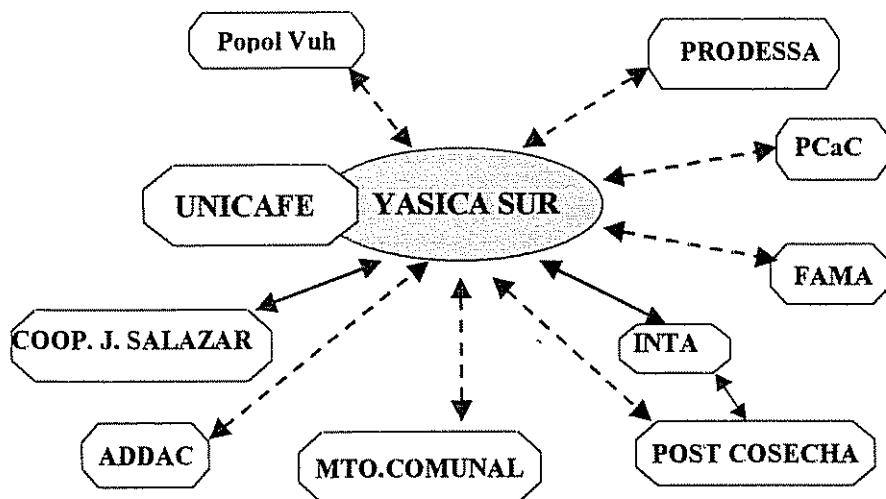 Popol Vuh
PRODESSA
PCaC
UNICAFE
YASICA SUR
FAMA
COOP. J. SALAZAR
INTA
ADDAC
MTO.COMUNAL
POST COSECHA